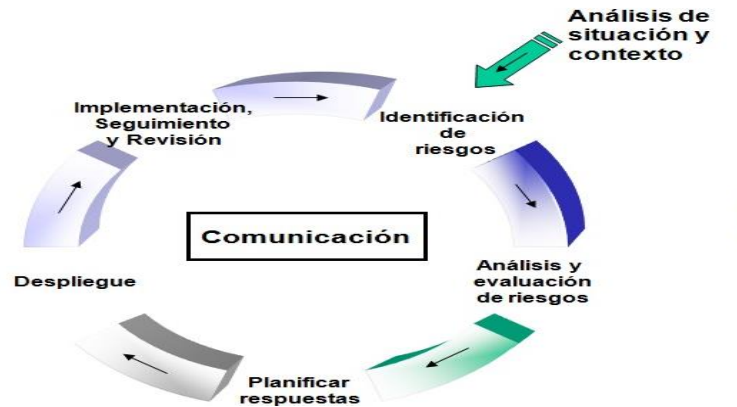 Análisis de
situación y
contexto
Implementación,
Seguimiento
y Revisión
Identificación
de
riesgos
Comunicación
Análisis y
evaluación
de riesgos
Despliegue
Planificar
respuestas